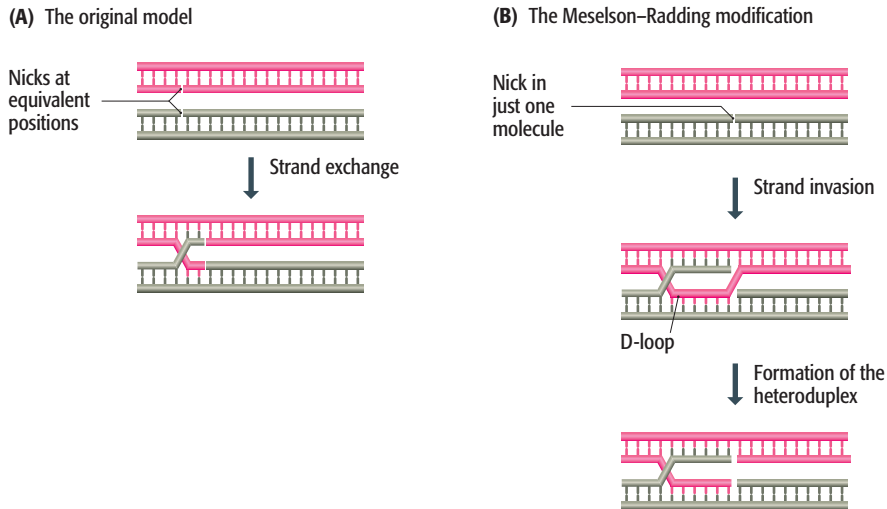 (A) The original model
Nicks at
equivalent
positions
Strand exchange
(B) The Meselson–Radding modification
Nick in
just one
molecule
Strand invasion
D-loop
Formation of the
heteroduplex